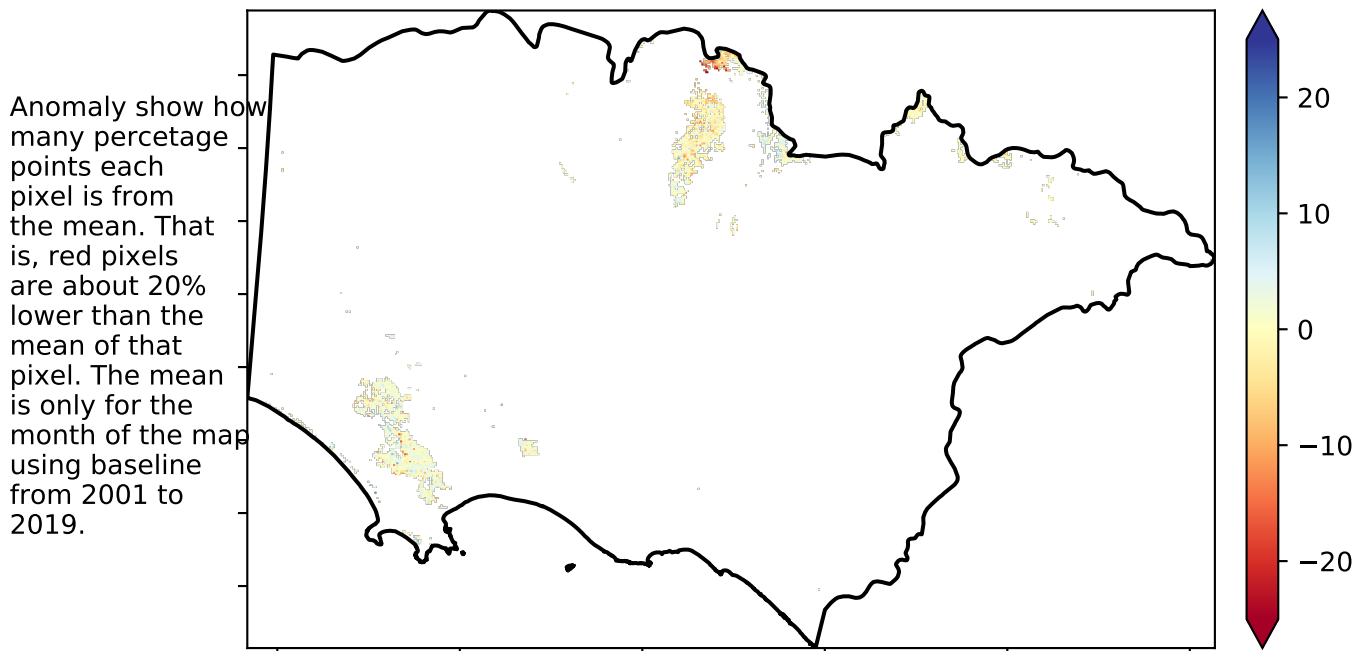 Anomaly show how
many percetage
points each
pixel is from
the mean. That
is, red pixels
are about 20%
lower than the
mean of that
pixel. The mean
is only for the
month of the map
using baseline
from 2001 to
2019.
20
10
0
−10
−20